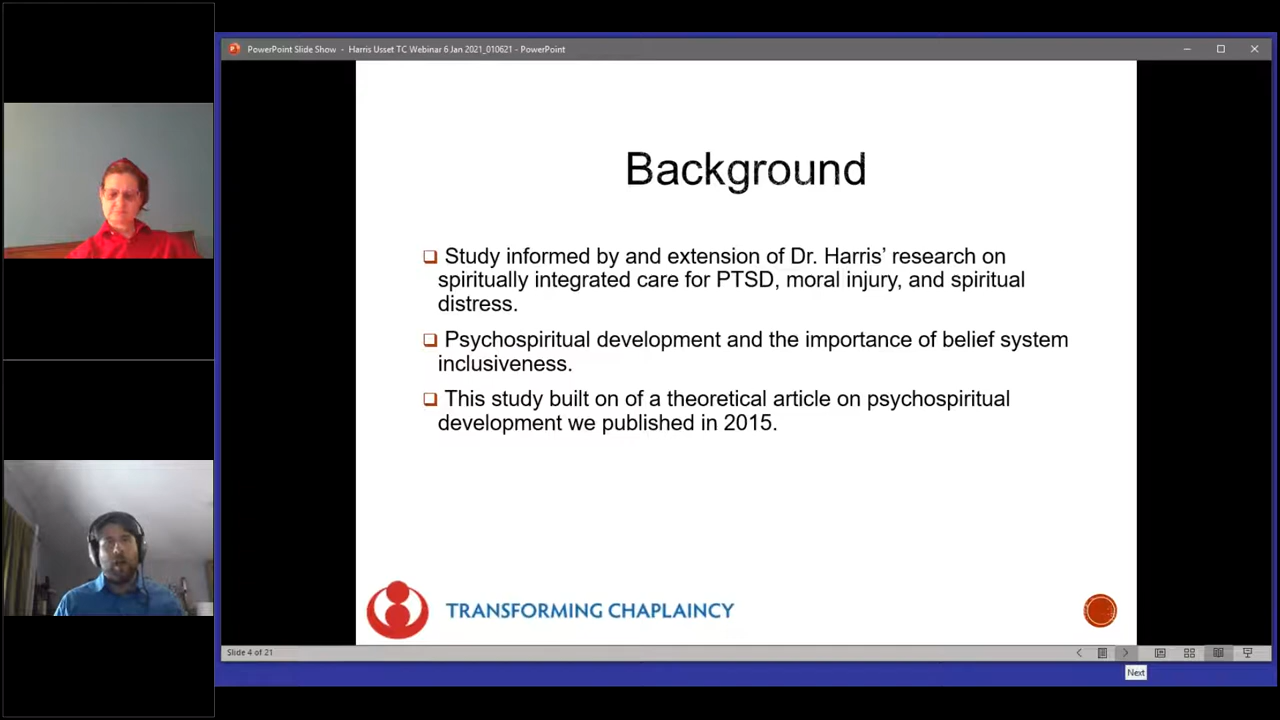 PowerPoint Slide Show - Harris Usset TC Webinar 6 Jan 2021_010621 - PowerPoint
Background
Study informed by and extension of Dr. Harris’ research on
spiritually integrated care for PTSD, moral injury, and spiritual
distress.
Psychospiritual development and the importance of belief system
inclusiveness.
This study built on of a theoretical article on psychospiritual
development we published in 2015.
TRANSFORMING CHAPLAINCY
Slide 4 of 21
Next